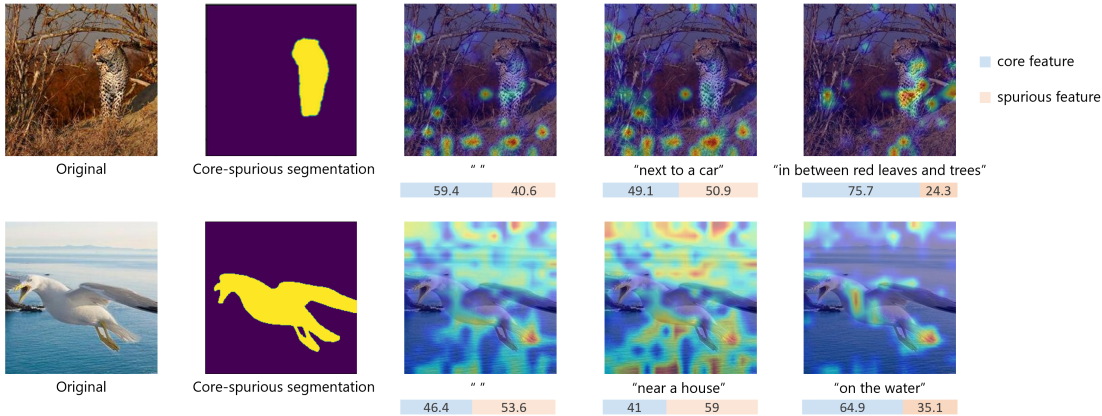 core feature
spurious feature
Original
Core-spurious segmentation
“ ”
“next to a car”
“in between red leaves and trees”
59.4
40.6
49.1
50.9
75.7
24.3
Original
Core-spurious segmentation
“ ”
“near a house”
“on the water”
46.4
53.6
41
59
64.9
35.1